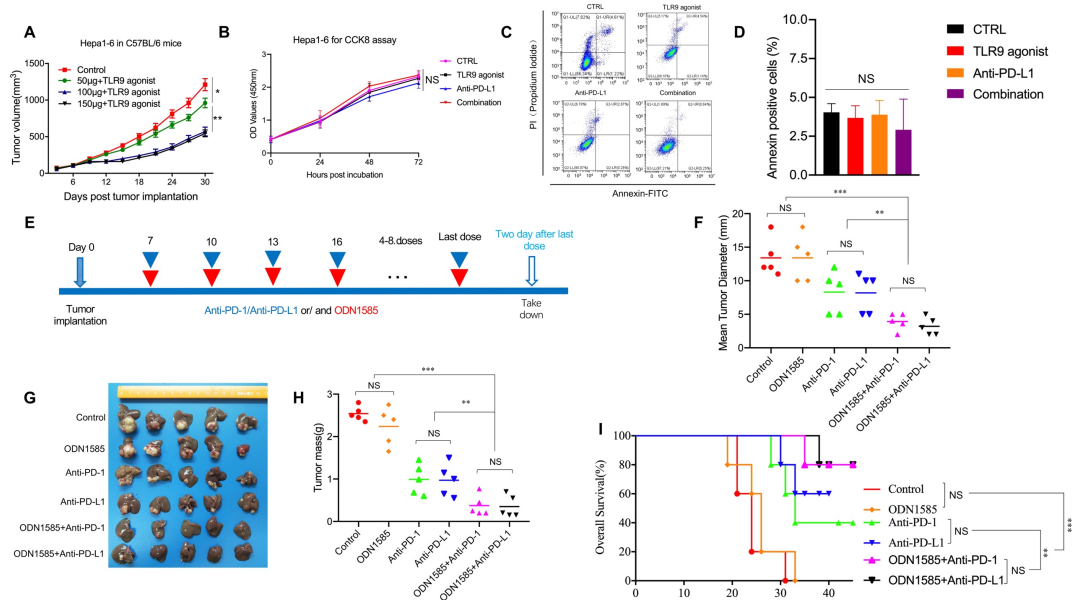 A
Hepa1-6 in C57BL/6 mice
Tumor volume(mm³)
2000
1500
1000
500
0
6
12
18
24
30
Days post tumor implantation
Control
50μg+TLR9 agonist
100μg+TLR9 agonist
150μg+TLR9 agonist
*
**
B
Hepa1-6 for CCK8 assay
OD Values (450nm)
3
2
1
0
0
24
48
72
Hours post incubation
CTRL
TLR9 agonist
Anti-PD-L1
Combination
NS
C
CTRL
TLR9 agonist
Anti-PD-L1
Combination
PI (Propidium Iodide)
Annexin-FITC
D
Annexin positive cells (%)
10.0
7.5
5.0
2.5
0.0
NS
CTRL
TLR9 agonist
Anti-PD-L1
Combination
E
Day 0
7
10
13
16
4-8.doses
Last dose
Two day after last
dose
. . .
Tumor
implantation
Anti-PD-1/Anti-PD-L1 or/ and ODN1585
Take
down
F
Mean Tumor Diameter (mm)
20
15
10
5
0
***
**
NS
NS
NS
Control
ODN1585
Anti-PD-1
Anti-PD-L1
ODN1585+Anti-PD-1
ODN1585+Anti-PD-L1
G
Control
ODN1585
Anti-PD-1
Anti-PD-L1
ODN1585+Anti-PD-1
ODN1585+Anti-PD-L1
H
Tumor mass(g)
3
2
1
0
***
**
NS
NS
NS
Control
ODN1585
Anti-PD-1
Anti-PD-L1
ODN1585+Anti-PD-1
ODN1585+Anti-PD-L1
I
Overall Survival(%)
100
80
60
40
20
0
0
10
20
30
40
Control
ODN1585
Anti-PD-1
Anti-PD-L1
ODN1585+Anti-PD-1
ODN1585+Anti-PD-L1
NS
NS
NS
**
***